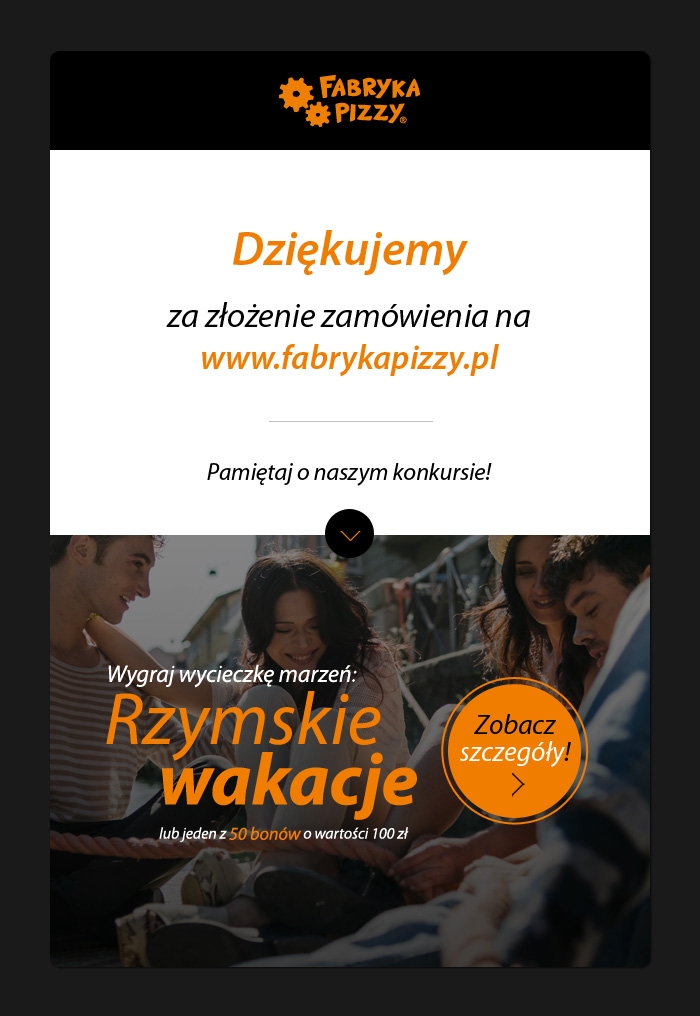 FABRYKA
PIZZY®
Dziękujemy
za złożenie zamówienia na
www.fabrykapizzy.pl
Pamiętaj o naszym konkursie!
Wygraj wycieczkę marzeń:
Rzymskie
wakacje
lub jeden z 50 bonów o wartości 100 zł
Zobacz
szczegóły!